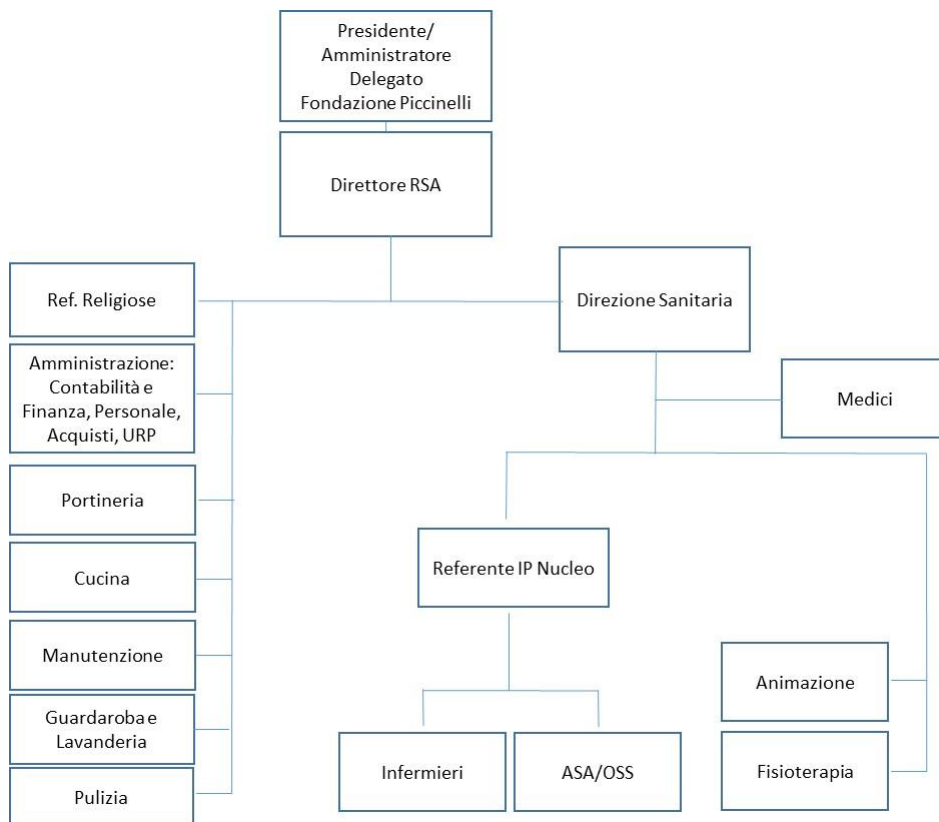 Presidente/
Amministratore
Delegato
Fondazione Piccinelli
Direttore RSA
Ref. Religiose
Direzione Sanitaria
Amministrazione:
Contabilità e
Finanza, Personale,
Acquisti, URP
Medici
Portineria
Cucina
Referente IP Nucleo
Manutenzione
Animazione
Guardaroba e
Lavanderia
Infermieri
ASA/OSS
Fisioterapia
Pulizia